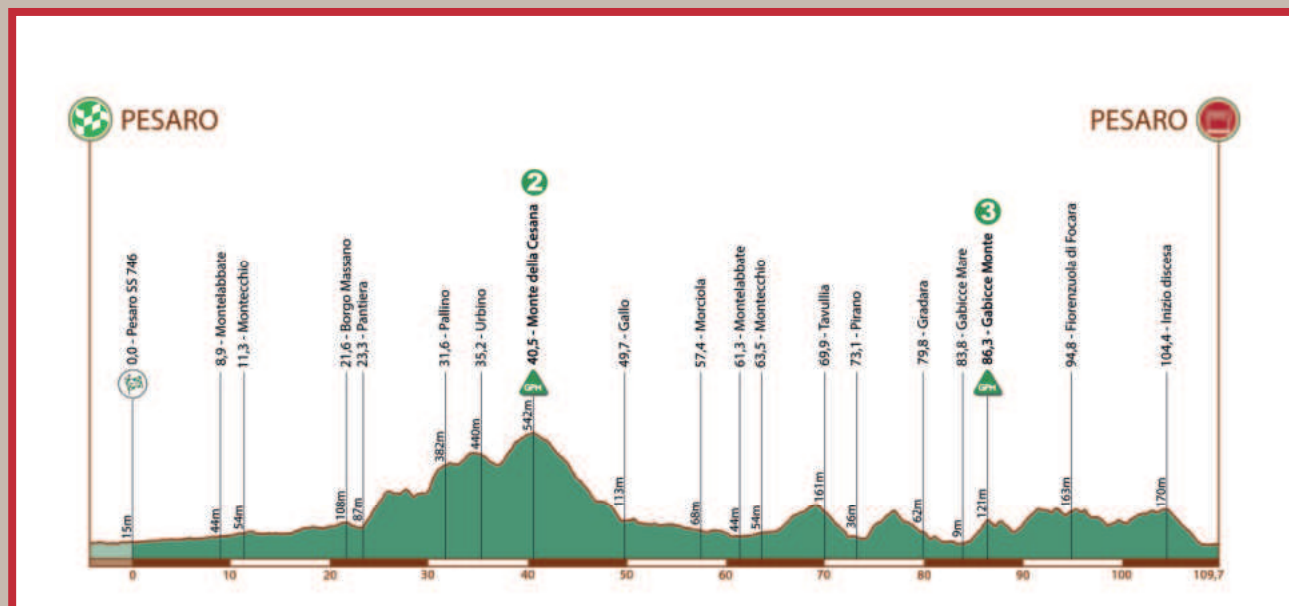 PESARO
PESARO
2
3
0,0 - Pesaro SS 746
8,9 - Montelabbate
11,3 - Montecchio
21,6 - Borgo Massano
23,3 - Pantiera
31,6 - Pallino
35,2 - Urbino
40,5 - Monte della Cesana
49,7 - Gallo
57,4 - Morciola
61,3 - Montelabbate
63,5 - Montecchio
69,9 - Tavullia
73,1 - Pirano
79,8 - Gradara
83,8 - Gabicce Mare
86,3 - Gabicce Monte
94,8 - Fiorenzuola di Focara
104,4 - Inizio discesa
GPM
GPM
15m
44m
54m
108m
87m
382m
440m
542m
113m
68m
44m
54m
161m
36m
62m
9m
121m
163m
170m
0
10
20
30
40
50
60
70
80
90
100
109,7